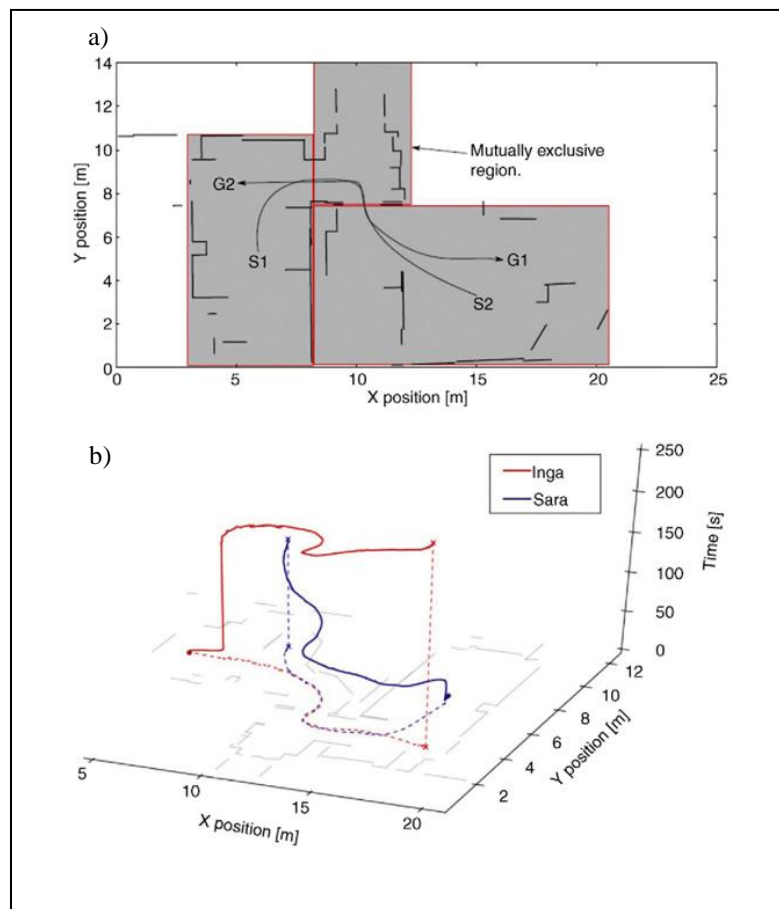 a)
14
12
10
8
6
4
2
0
Y position [m]
G2
S1
G1
S2
Mutually exclusive
region.
0 5 10 15 20 25
X position [m]
b)
Inga
Sara
250
200
150
100
50
0
Time [s]
12
10
8
6
4
2
Y position [m]
5 10 15 20
X position [m]